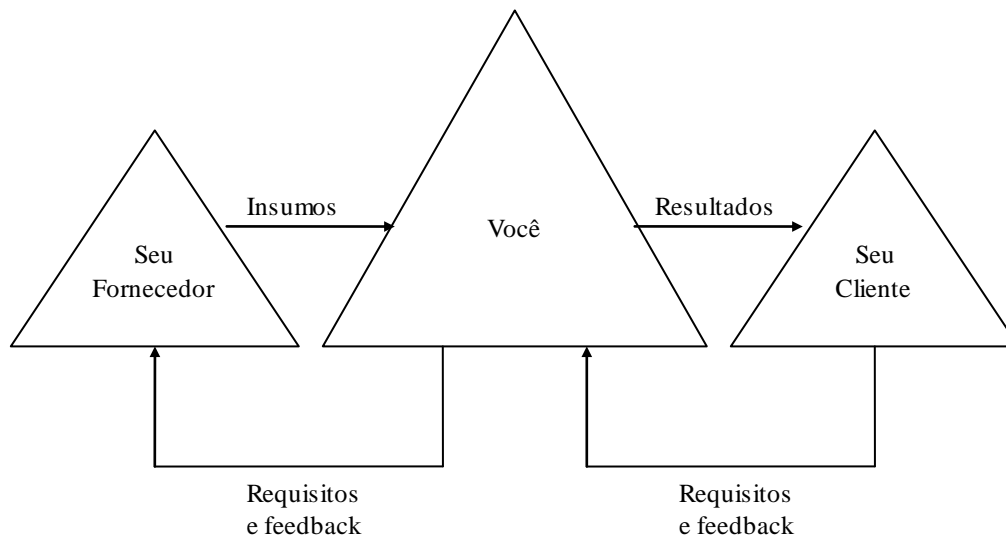 Insumos
Resultados
Você
Seu
Fornecedor
Seu
Cliente
Requisitos
e feedback
Requisitos
e feedback